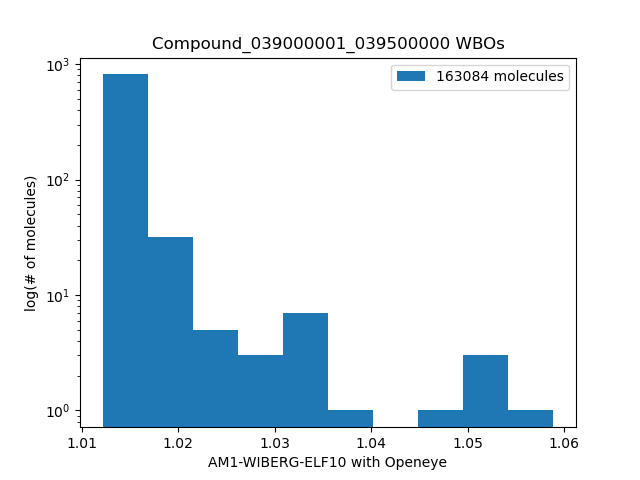 Compound_039000001_039500000 WBOs
163084 molecules
log(# of molecules)
10³
10²
10¹
10⁰
1.01 1.02 1.03 1.04 1.05 1.06
AM1-WIBERG-ELF10 with Openeye